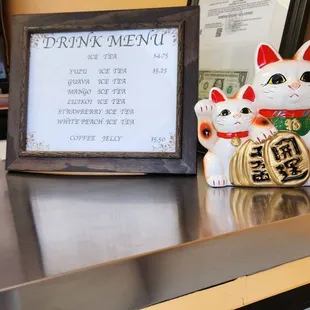 DRINK MENU
ICE TEA $4.75
YUZU ICE TEA $5.25
GUAVA ICE TEA
MANGO ICE TEA
LILIKOI ICE TEA
STRAWBERRY ICE TEA
WHITE PEACH ICE TEA
COFFEE JELLY $5.50
開運